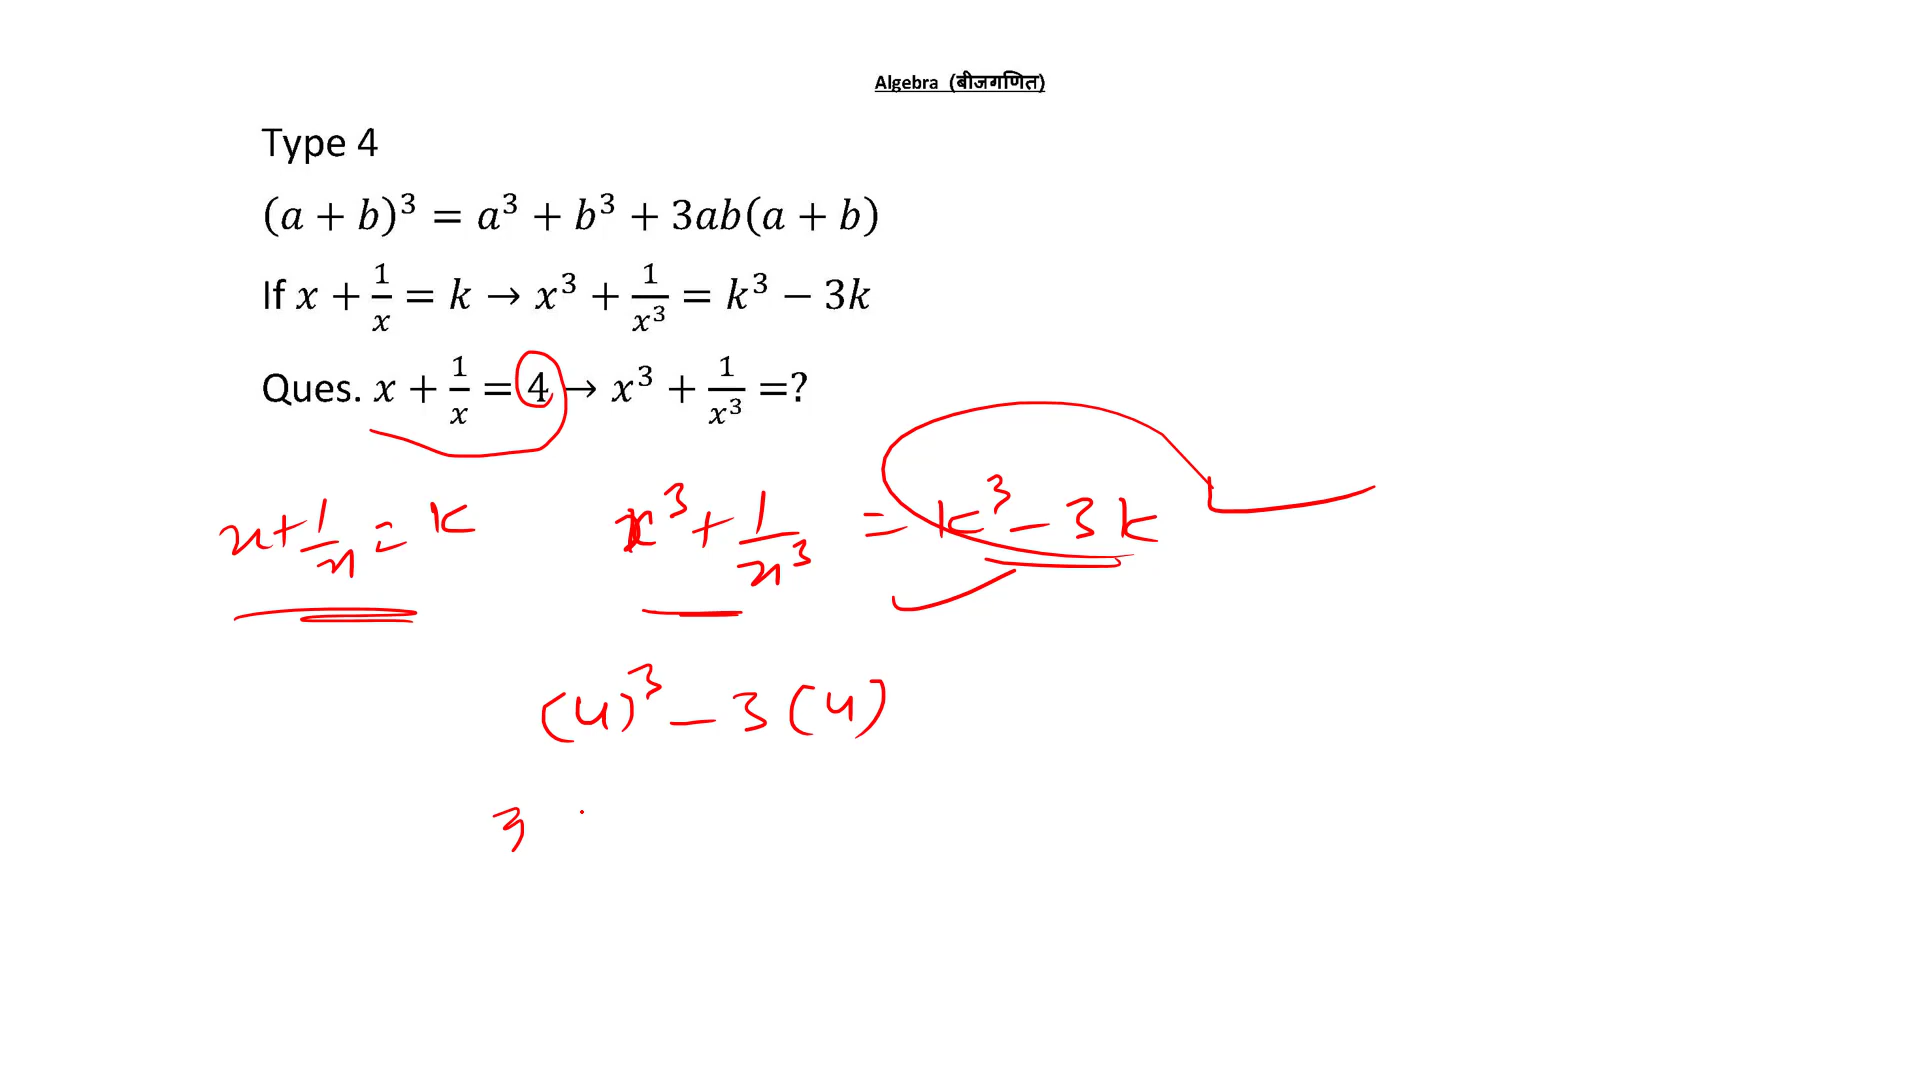 Algebra (बीजगणित)
Type 4
(a + b)³ = a³ + b³ + 3ab(a + b)
If x + 1/x = k → x³ + 1/x³ = k³ − 3k
Ques. x + 1/x = 4 → x³ + 1/x³ =?
x + 1/x = k x³ + 1/x³ = k³ − 3k
(4)³ − 3(4)
3